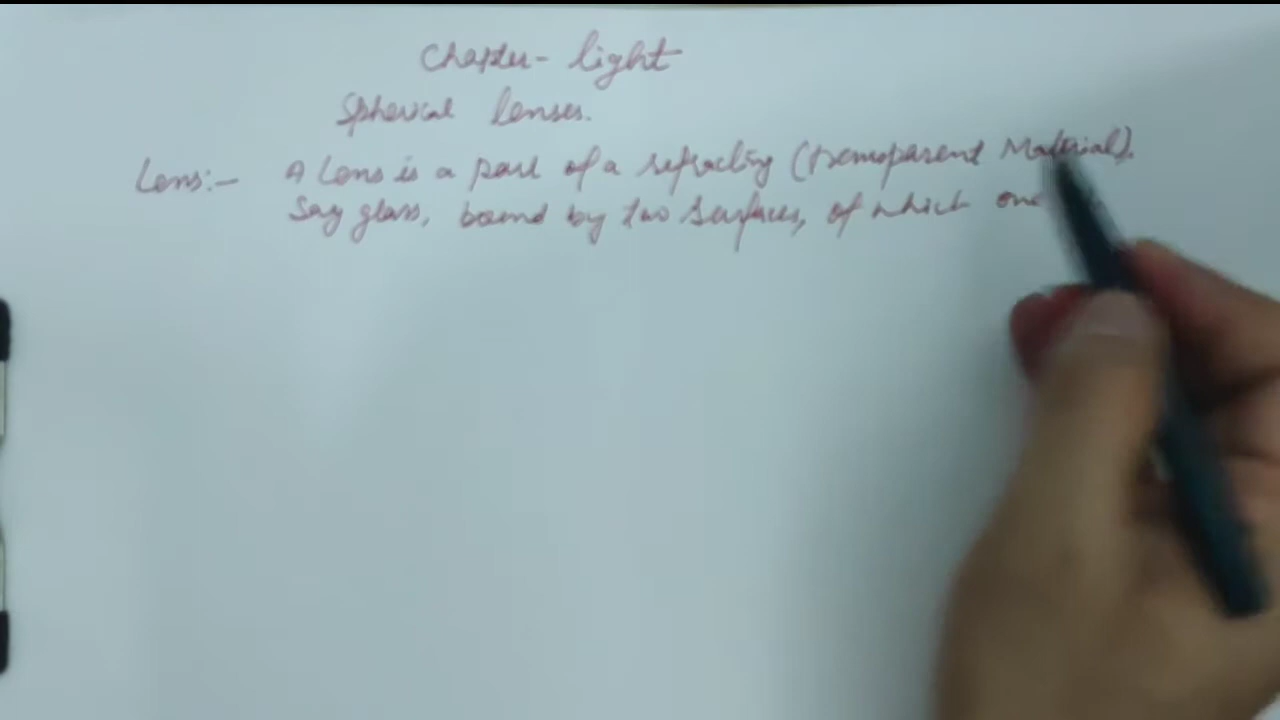 Chapter- light
Spherical lenses.
Lens:- A Lens is a part of a refracting (transparent Material).
Say glass, bound by two surfaces, of which one